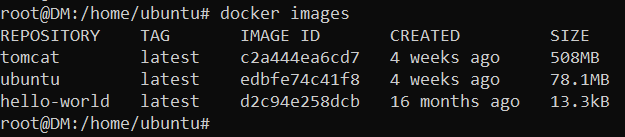 root@DM:/home/ubuntu# docker images
REPOSITORY TAG IMAGE ID CREATED SIZE
tomcat latest c2a444ea6cd7 4 weeks ago 508MB
ubuntu latest edbfe74c41f8 4 weeks ago 78.1MB
hello-world latest d2c94e258dcb 16 months ago 13.3kB
root@DM:/home/ubuntu#